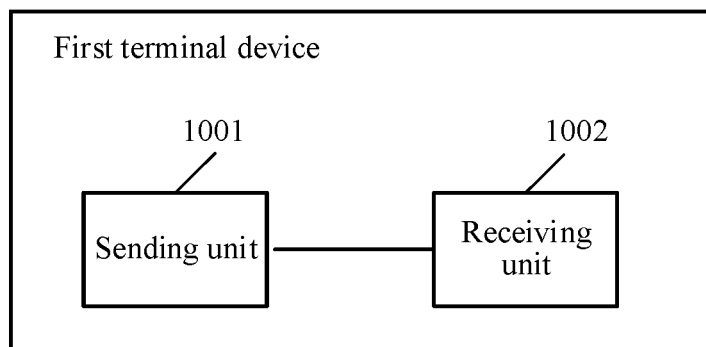 First terminal device
1001
1002
Sending unit
Receiving
unit